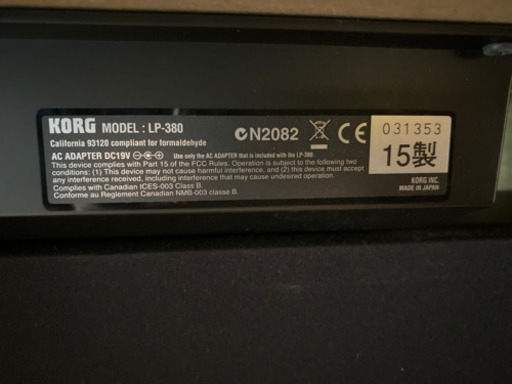 KORG MODEL : LP-380
California 93120 compliant for formaldehyde
AC ADAPTER DC19V Use only the AC ADAPTER that is included with the LP-380.
This device complies with Part 15 of the FCC Rules. Operation is subject to the following two
conditions: (1) This device may not cause harmful interference, and (2) this device must accept
any interference received, including interference that may cause undesired operation.
Complies with Canadian ICES-003 Class B.
Conforme au Reglement Canadien NMB-003 classe B.
N2082 CE
031353
15製
KORG INC.
MADE IN JAPAN